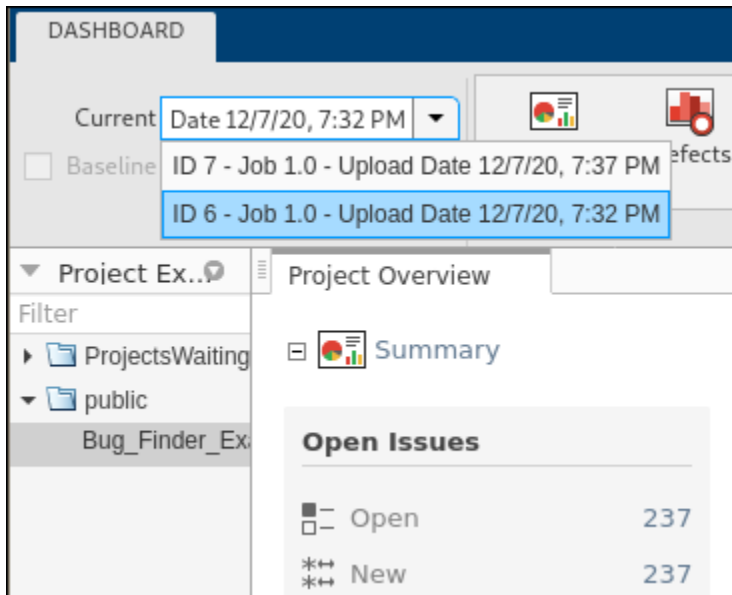 DASHBOARD
Current Date 12/7/20, 7:32 PM
Baseline ID 7 - Job 1.0 - Upload Date 12/7/20, 7:37 PM
efects
ID 6 - Job 1.0 - Upload Date 12/7/20, 7:32 PM
Project Ex...
Project Overview
Filter
ProjectsWaiting
public
Bug_Finder_Exa
Summary
Open Issues
Open 237
New 237